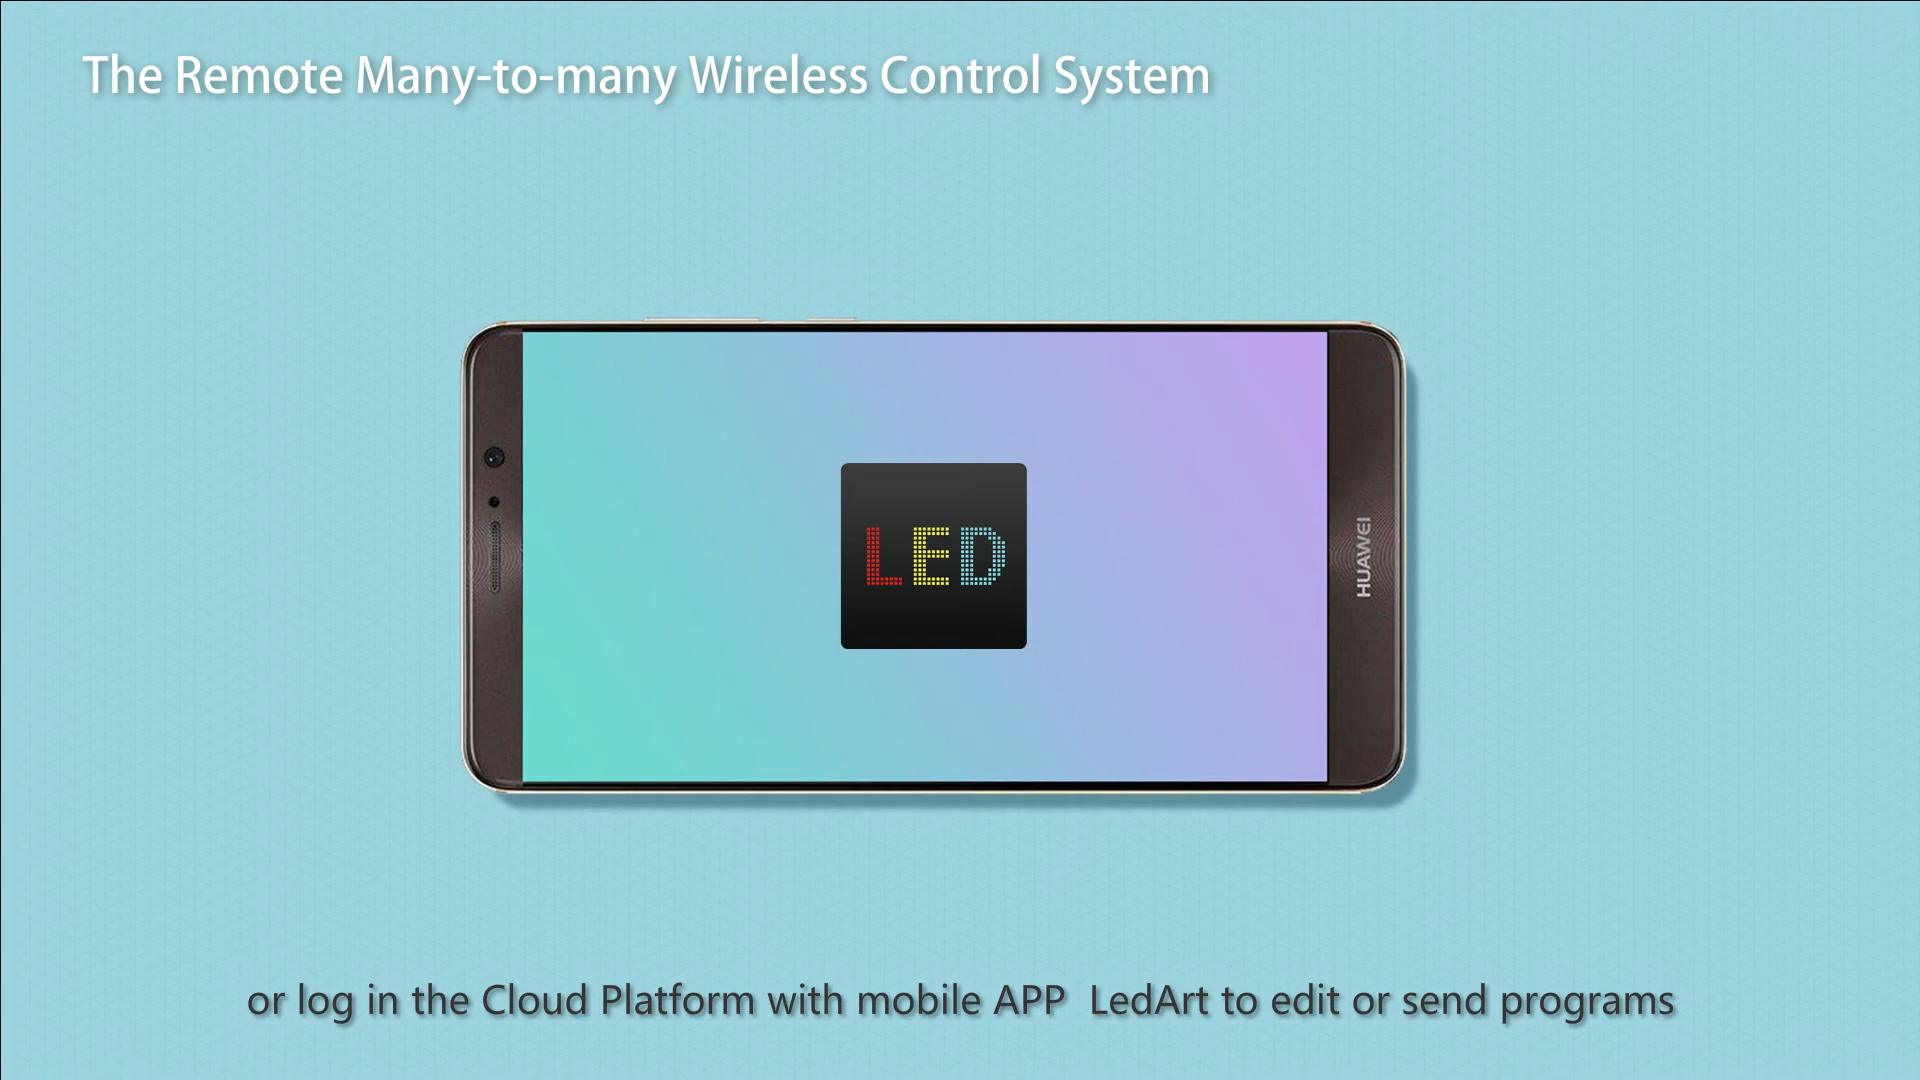 The Remote Many-to-many Wireless Control System
LED
HUAWEI
or log in the Cloud Platform with mobile APP  LedArt to edit or send programs